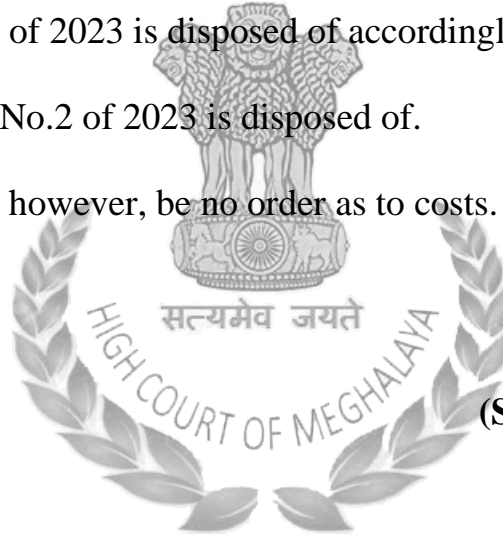 of 2023 is disposed of accordingl
No.2 of 2023 is disposed of.
however, be no order as to costs.
सत्यमेव जयते
HIGH COURT OF MEGHALAYA
(S